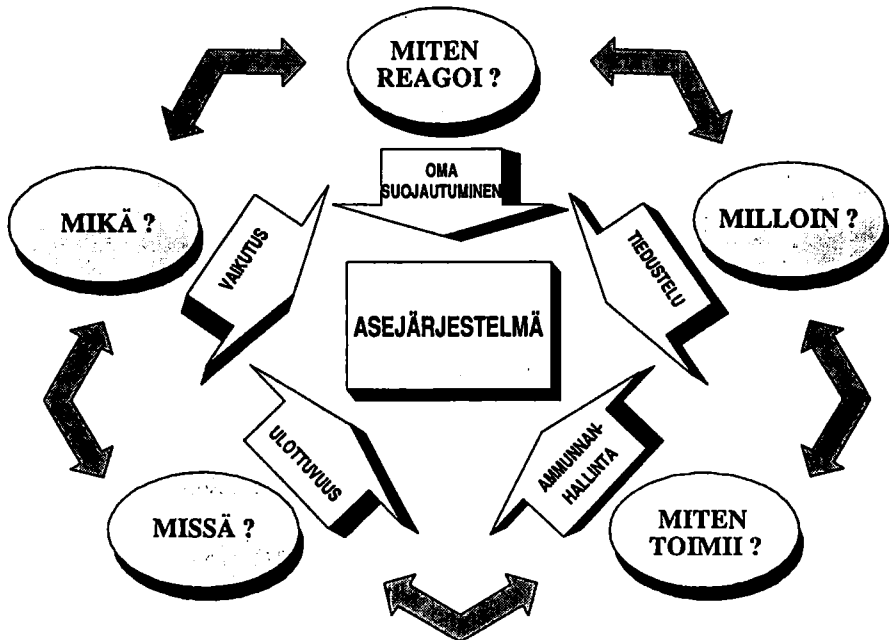 MITEN
REAGOI ?
OMA
SUOJAUTUMINEN
MIKÄ ?
VAIKUTUS
MILLOIN ?
TIEDUSTELU
ASEJÄRJESTELMÄ
ULOTTUVUUS
AMMUNNAN-
HALLINTA
MISSÄ ?
MITEN
TOIMII ?